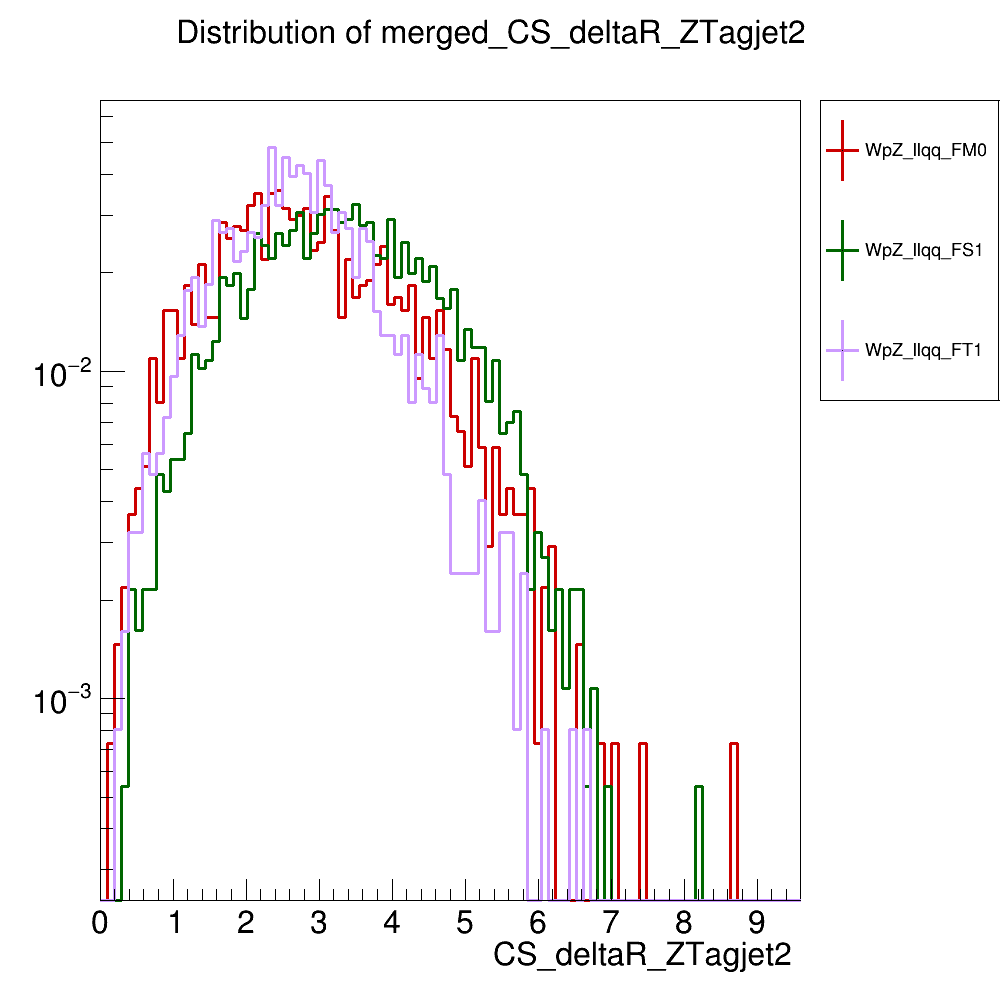 Distribution of merged_CS_deltaR_ZTagjet2
WpZ_llqq_FM0
WpZ_llqq_FS1
WpZ_llqq_FT1
10⁻²
10⁻³
0 1 2 3 4 5 6 7 8 9
CS_deltaR_ZTagjet2